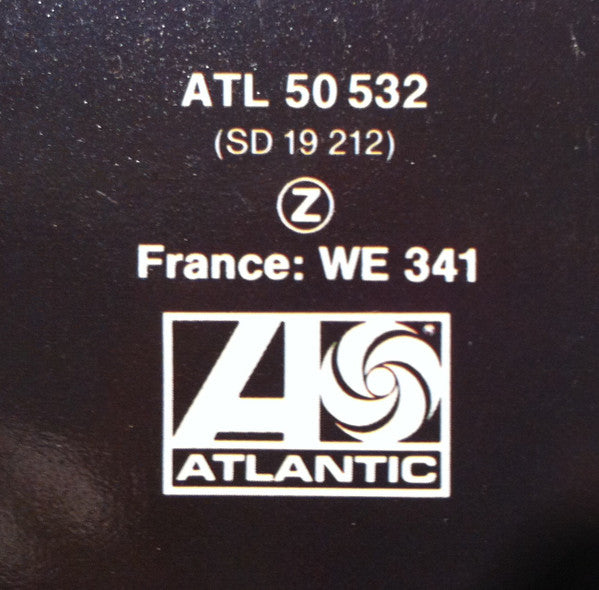 ATL 50 532
(SD 19 212)
Z
France: WE 341
A
ATLANTIC